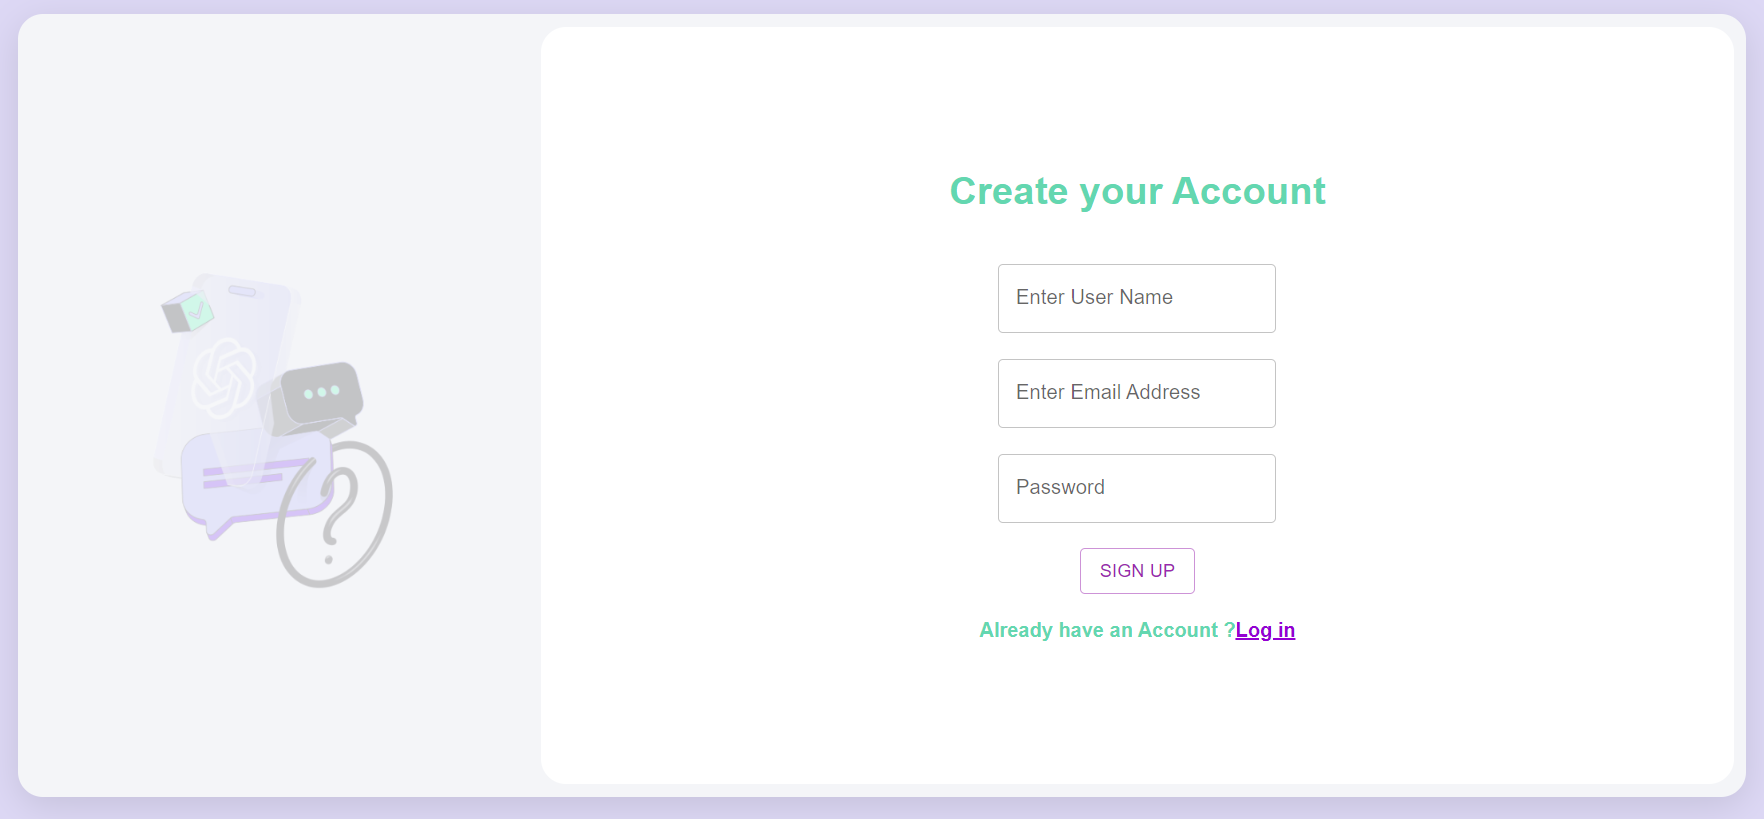 Create your Account
Enter User Name
Enter Email Address
Password
SIGN UP
Already have an Account ?Log in